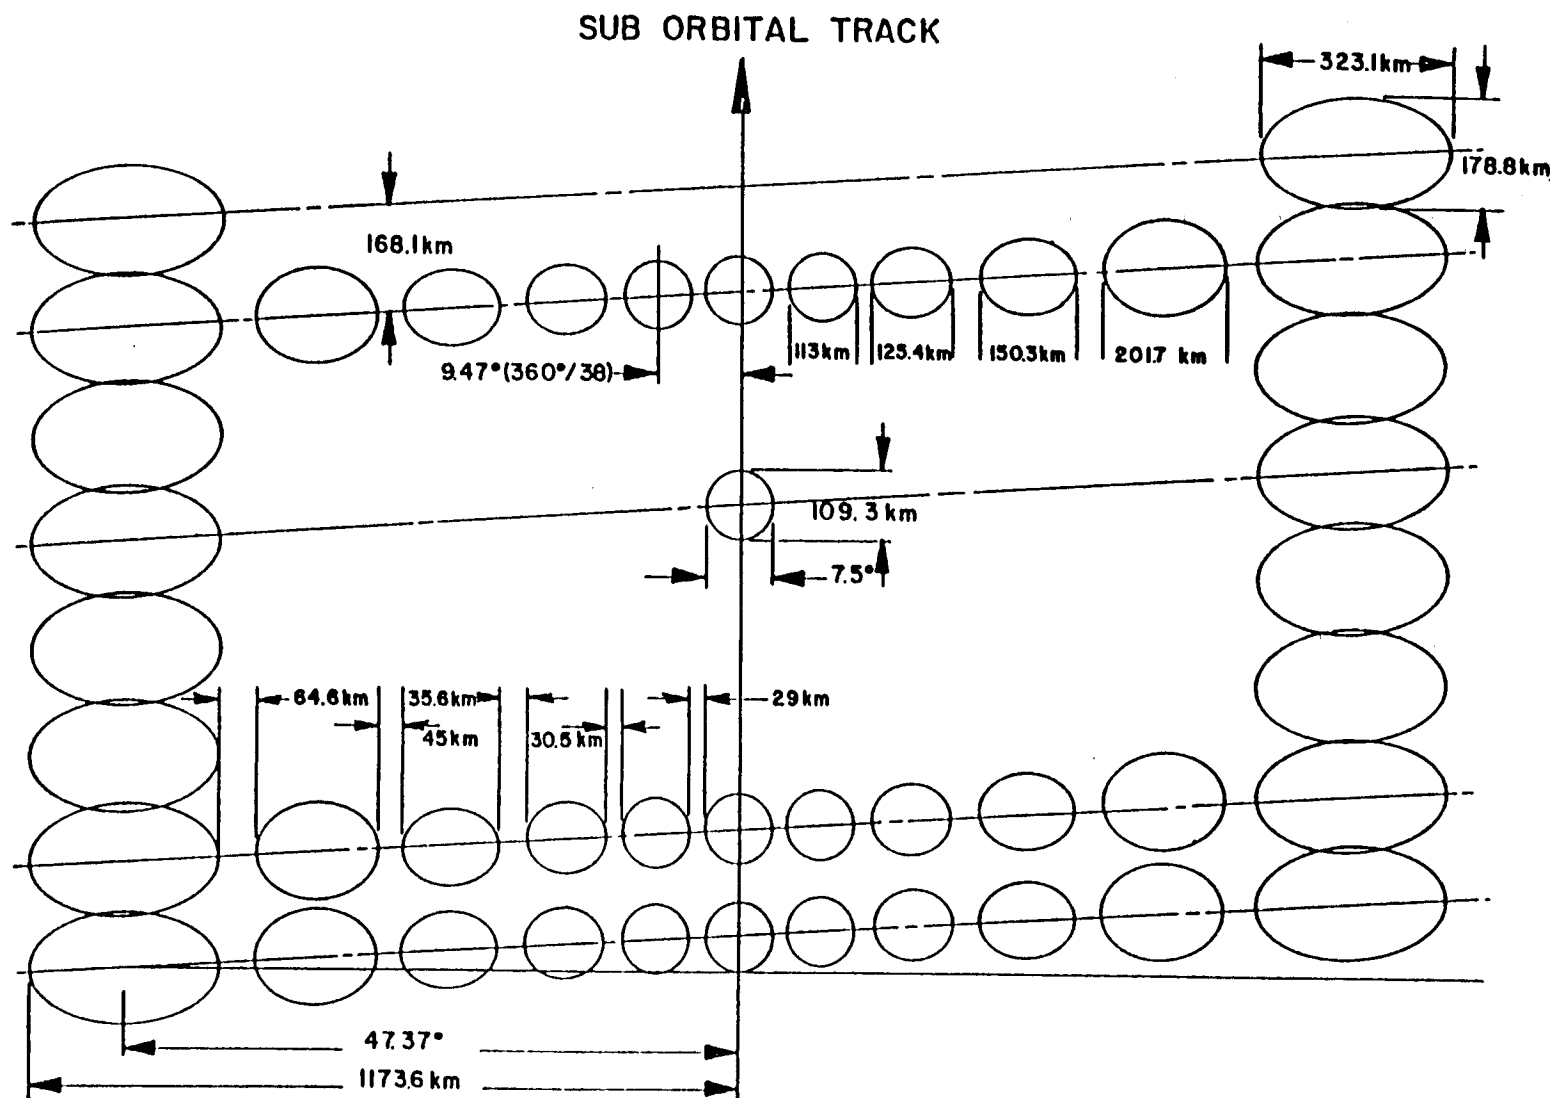 SUB ORBITAL TRACK
323.1km
178.8km
168.1km
113km 125.4km 150.3km 201.7 km
9.47°(360°/38)
109.3 km
7.5°
64.6km 35.6km 29km
45km 30.5km
47.37°
1173.6 km